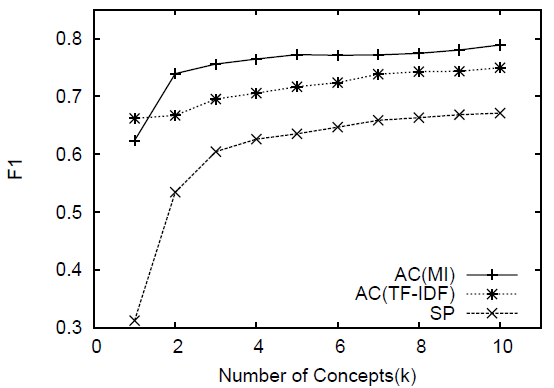 0.8
0.7
0.6
0.5
0.4
0.3
F1
AC(MI)
AC(TF-IDF)
SP
0 2 4 6 8 10
Number of Concepts(k)